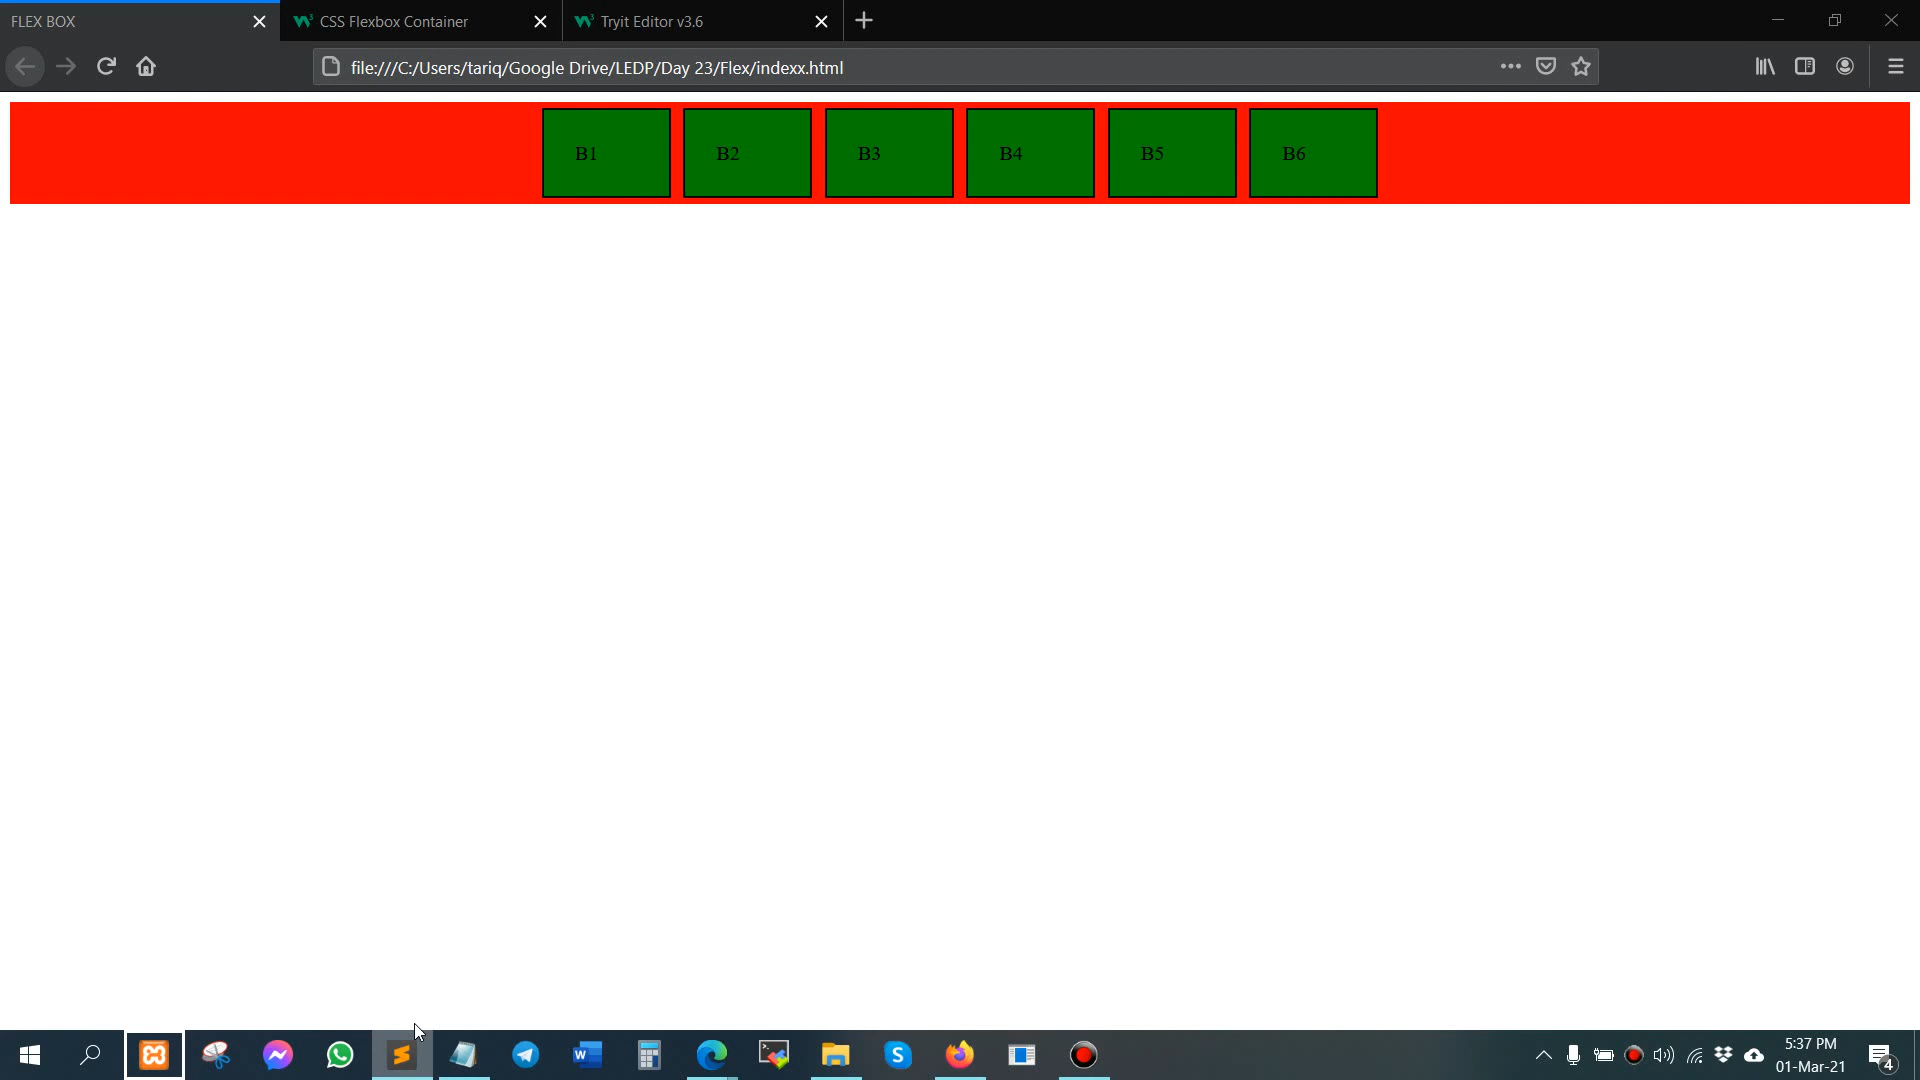 FLEX BOX
CSS Flexbox Container
Tryit Editor v3.6
file:///C:/Users/tariq/Google Drive/LEDP/Day 23/Flex/indexx.html
B1 B2 B3 B4 B5 B6
5:37 PM
01-Mar-21
4